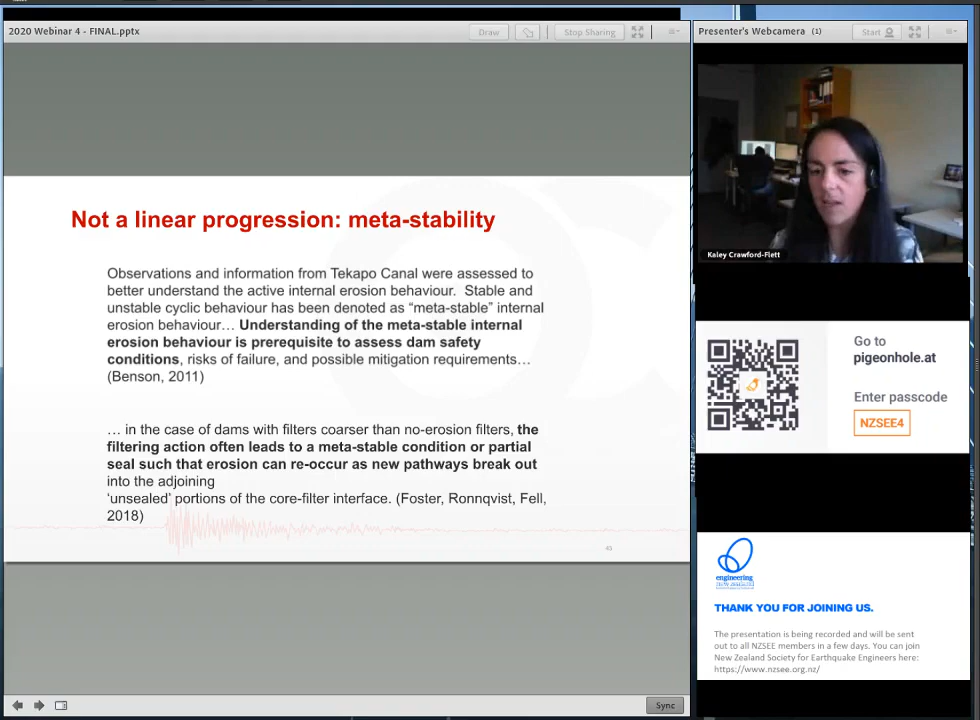 2020 Webinar 4 - FINAL.pptx
Draw
Stop Sharing
Not a linear progression: meta-stability
Observations and information from Tekapo Canal were assessed to
better understand the active internal erosion behaviour. Stable and
unstable cyclic behaviour has been denoted as “meta-stable” internal
erosion behaviour… Understanding of the meta-stable internal
erosion behaviour is prerequisite to assess dam safety
conditions, risks of failure, and possible mitigation requirements…
(Benson, 2011)
… in the case of dams with filters coarser than no-erosion filters, the
filtering action often leads to a meta-stable condition or partial
seal such that erosion can re-occur as new pathways break out
into the adjoining
‘unsealed’ portions of the core-filter interface. (Foster, Ronnqvist, Fell,
2018)
Sync
Presenter's Webcamera (1)
Start
Kaley Crawford-Flett
Go to
pigeonhole.at
Enter passcode
NZSEE4
engineering
THANK YOU FOR JOINING US.
The presentation is being recorded and will be sent
out to all NZSEE members in a few days. You can join
New Zealand Society for Earthquake Engineers here:
https://www.nzsee.org.nz/